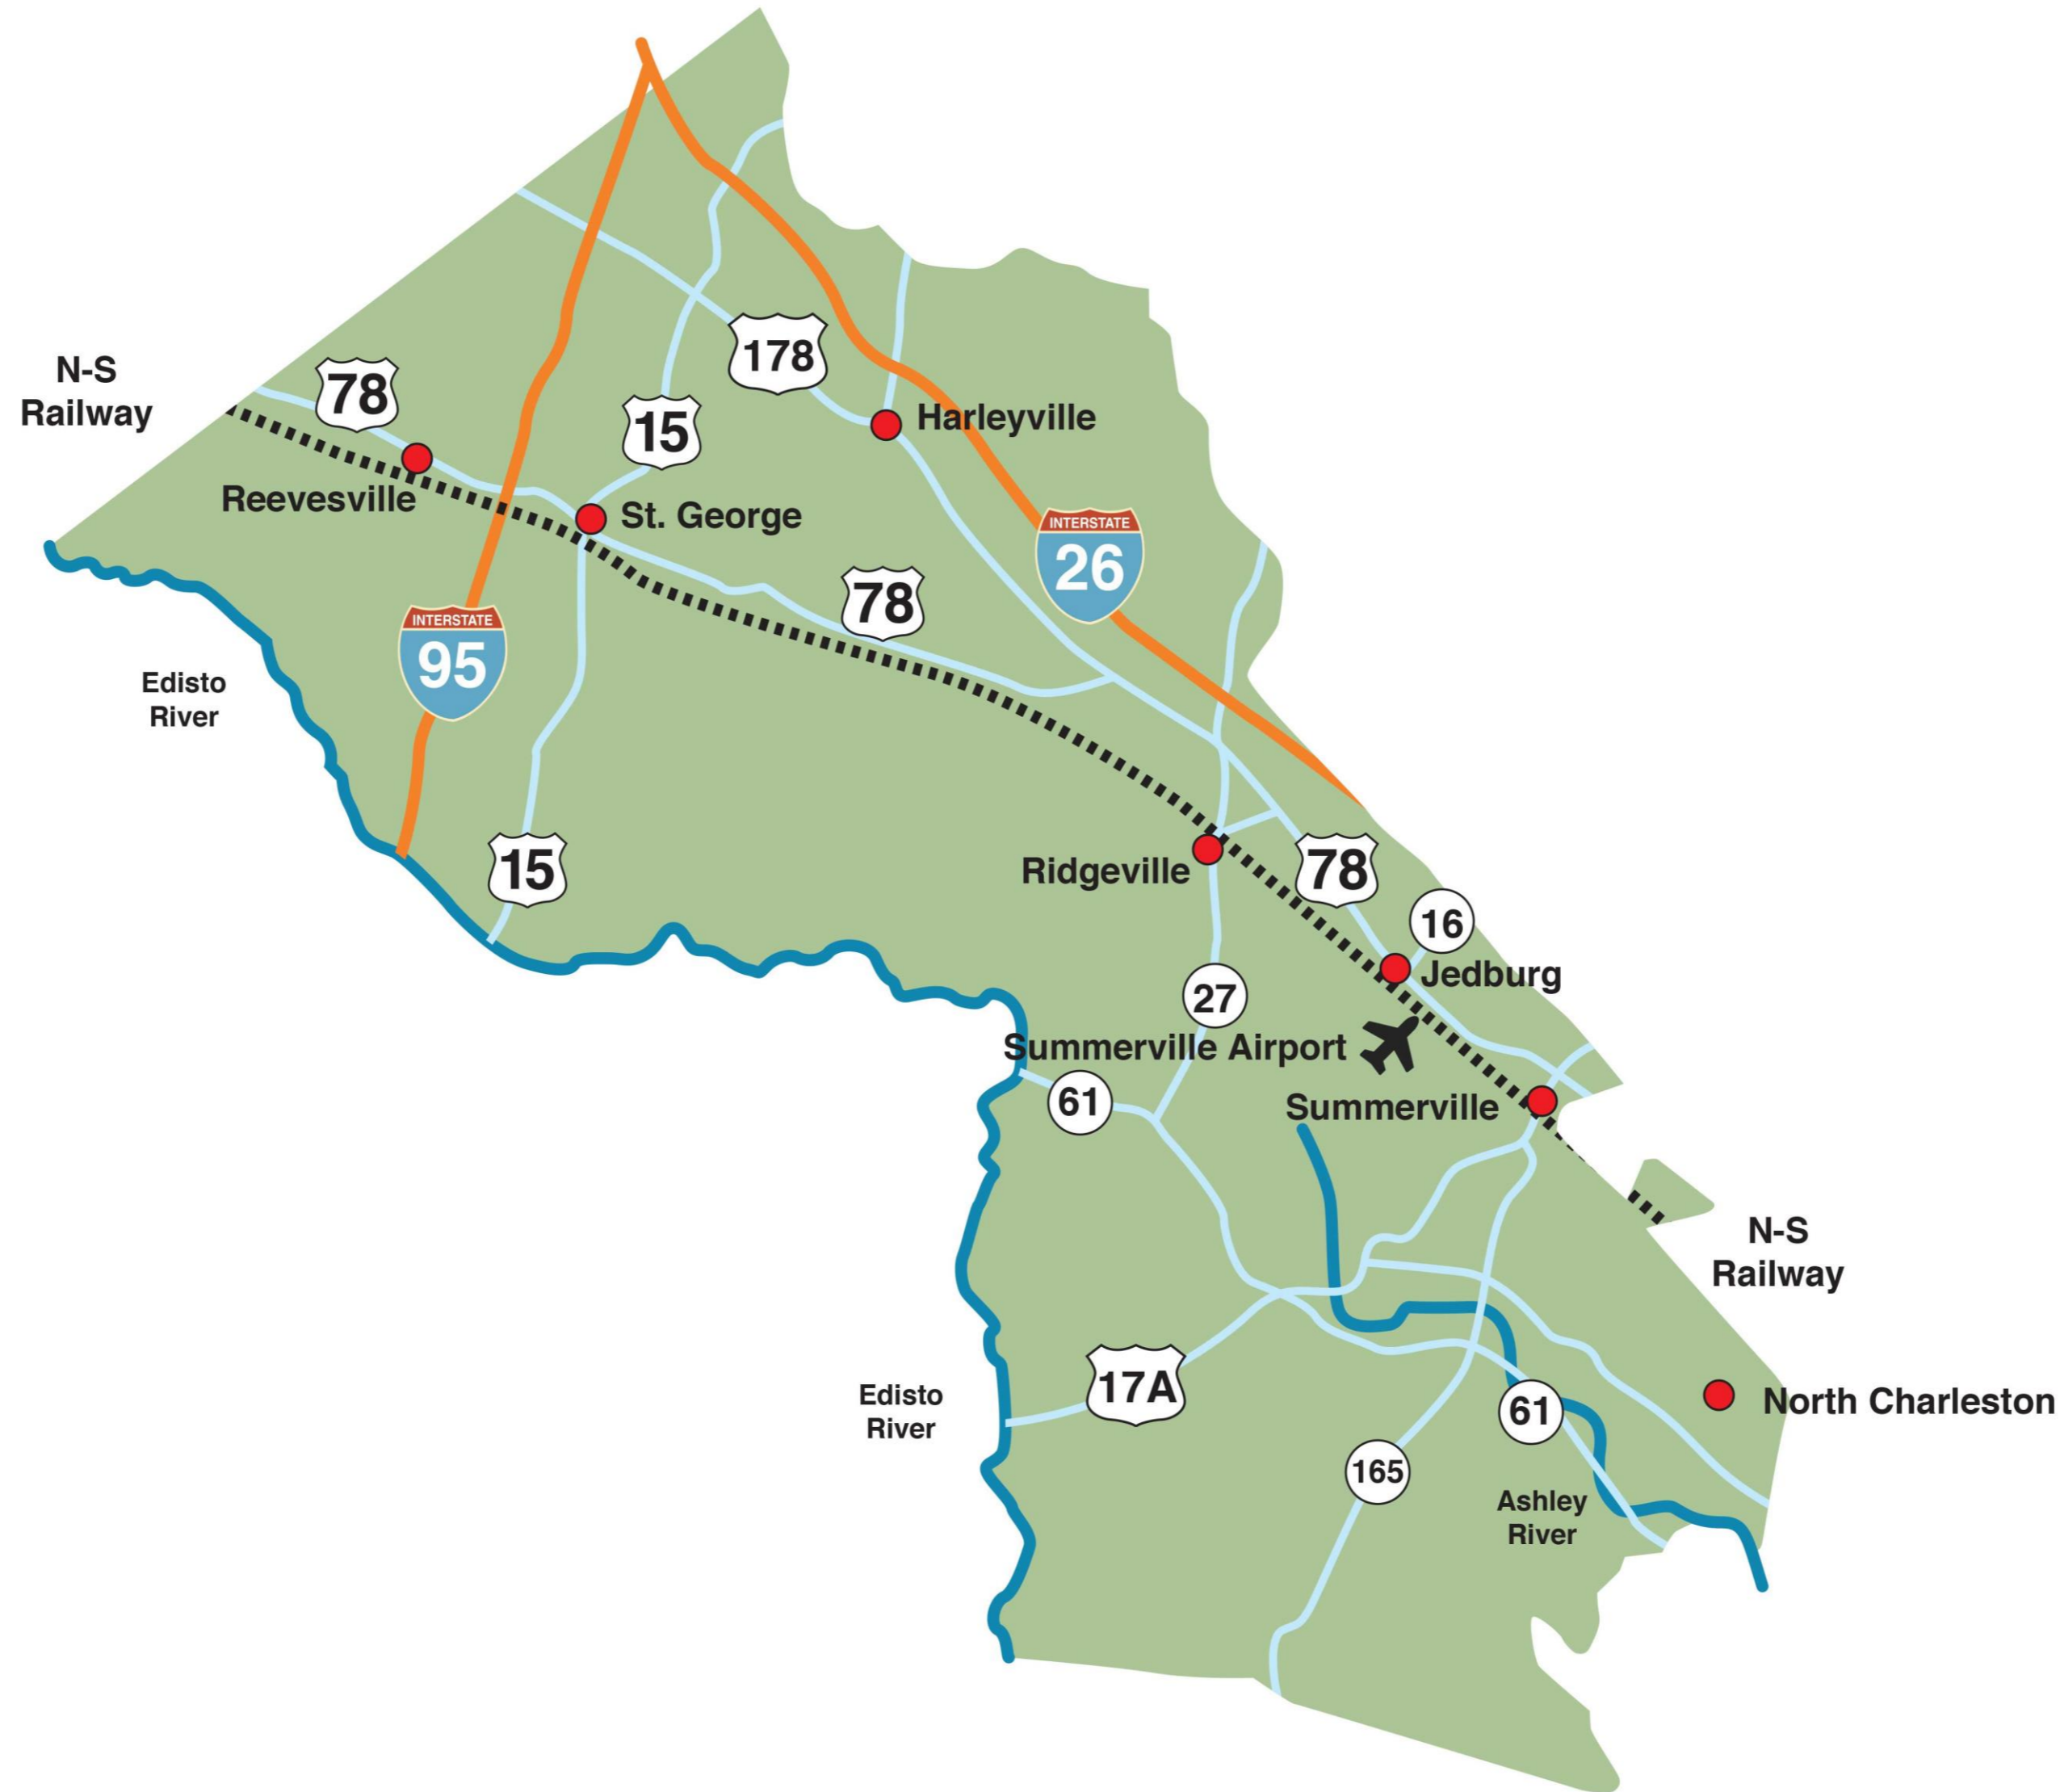 N-S
Railway
78
178
15
Harleyville
Reevesville
St. George
INTERSTATE
26
78
INTERSTATE
95
Edisto
River
15
Ridgeville
78
16
Jedburg
27
Summerville Airport
61
Summerville
N-S
Railway
17A
Edisto
River
61
North Charleston
165
Ashley
River